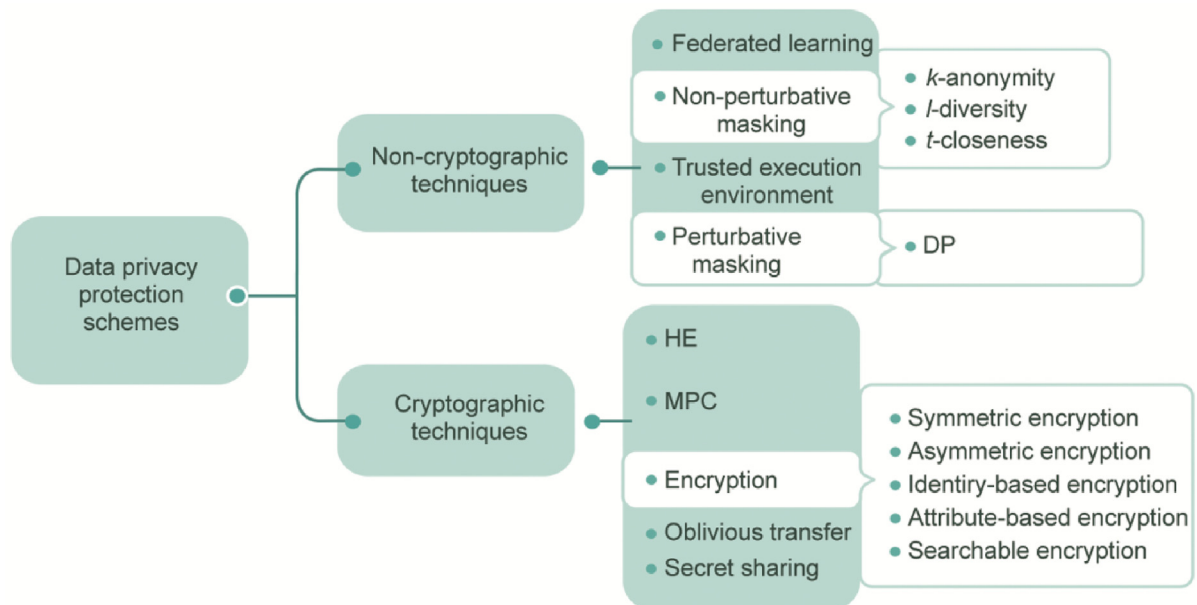 Data privacy
protection
schemes
Non-cryptographic
techniques
Federated learning
Non-perturbative
masking
k-anonymity
l-diversity
t-closeness
Trusted execution
environment
Perturbative
masking
DP
Cryptographic
techniques
HE
MPC
Encryption
Symmetric encryption
Asymmetric encryption
Identiry-based encryption
Attribute-based encryption
Searchable encryption
Oblivious transfer
Secret sharing